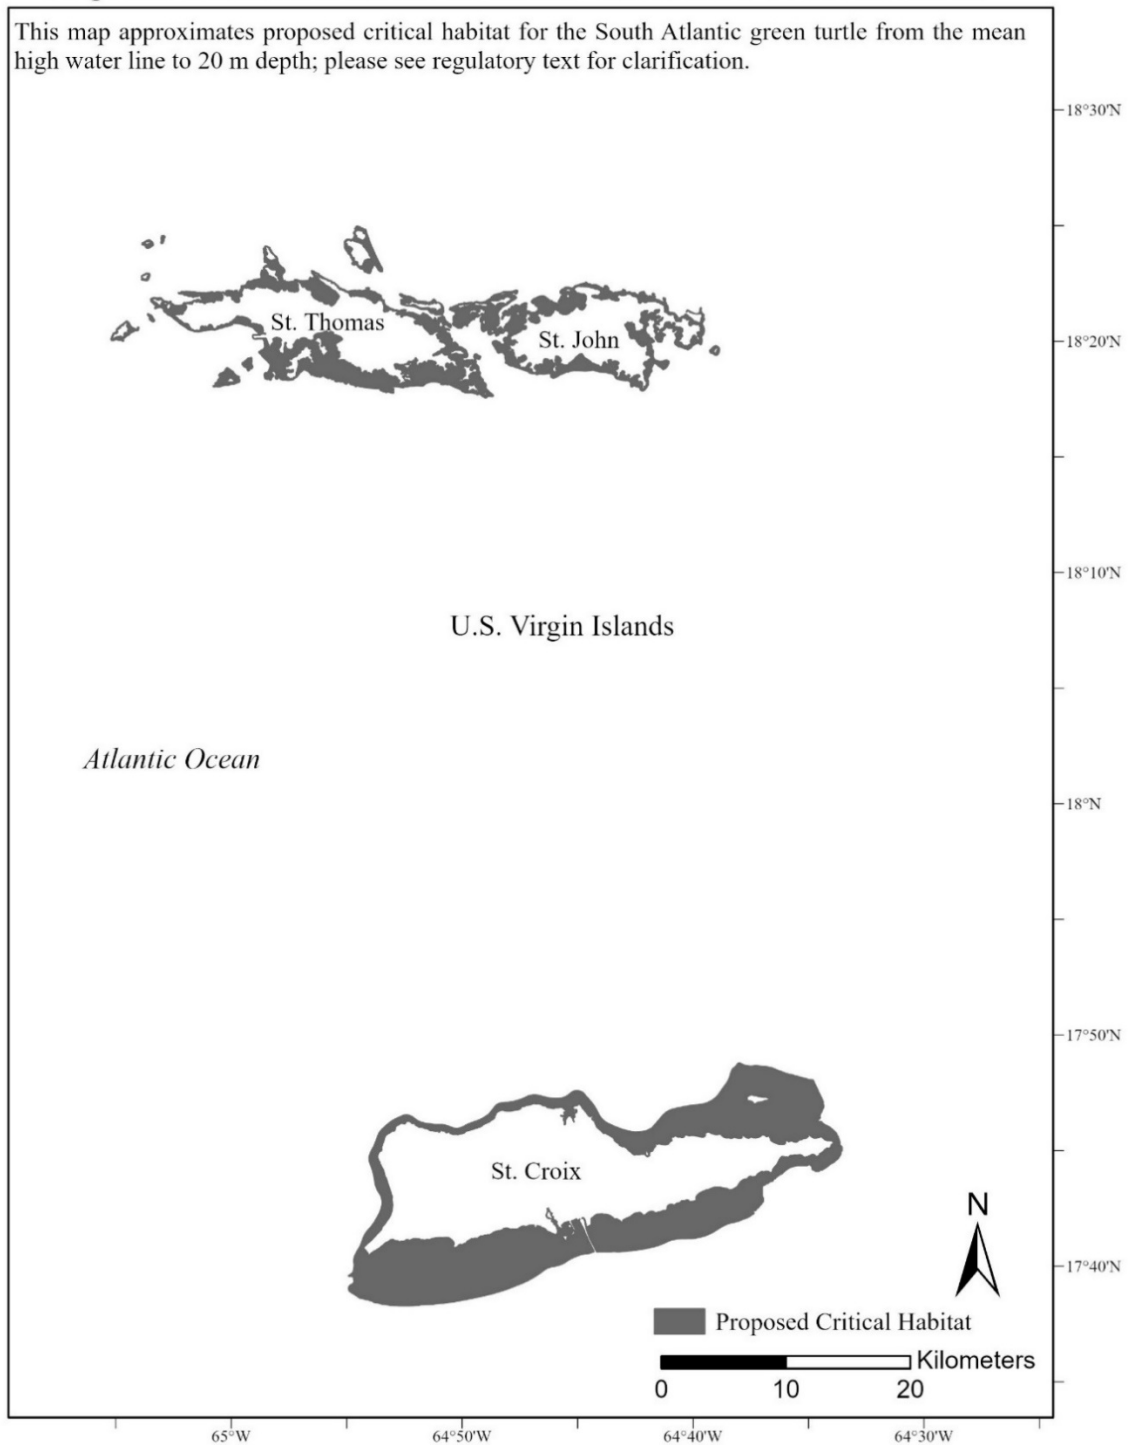 This map approximates proposed critical habitat for the South Atlantic green turtle from the mean
high water line to 20 m depth; please see regulatory text for clarification.
18°30'N
St. Thomas
St. John
18°20'N
18°10'N
U.S. Virgin Islands
Atlantic Ocean
18°N
17°50'N
St. Croix
N
17°40'N
Proposed Critical Habitat
Kilometers
0 10 20
65°W 64°50'W 64°40'W 64°30'W